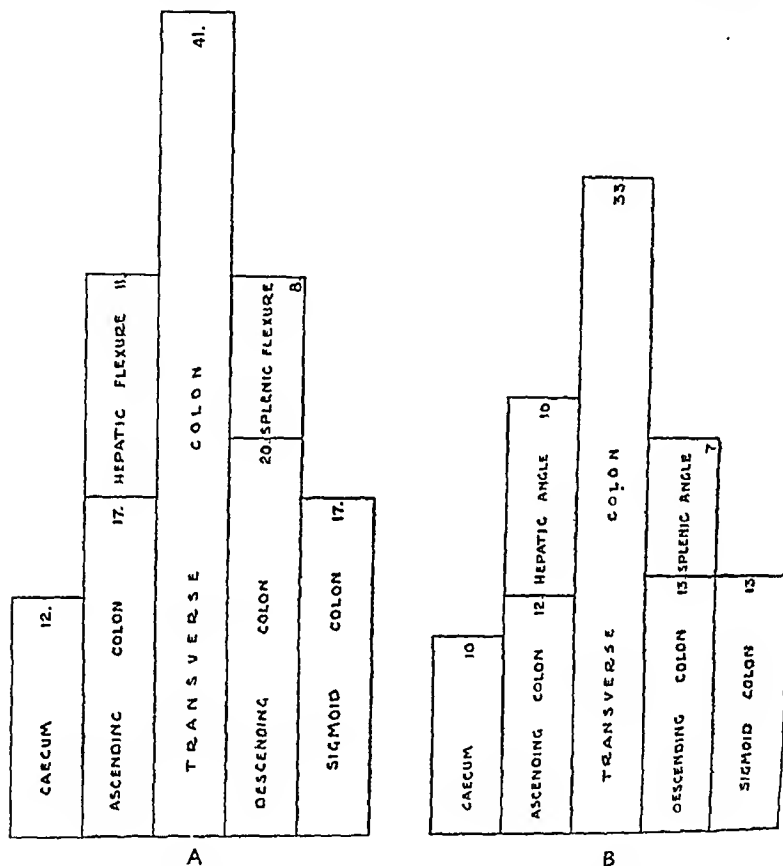 CAECUM 12.
ASCENDING COLON 17.
HEPATIC FLEXURE 11.
TRANSVERSE COLON 41.
DESCENDING COLON 20.
SPLENIC FLEXURE 8.
SIGMOID COLON 17.
A
CAECUM 10
ASCENDING COLON 12.
HEPATIC ANGLE 10
TRANSVERSE COLON 33.
DESCENDING COLON 13.
SPLENIC ANGLE 7
SIGMOID COLON 13.
B